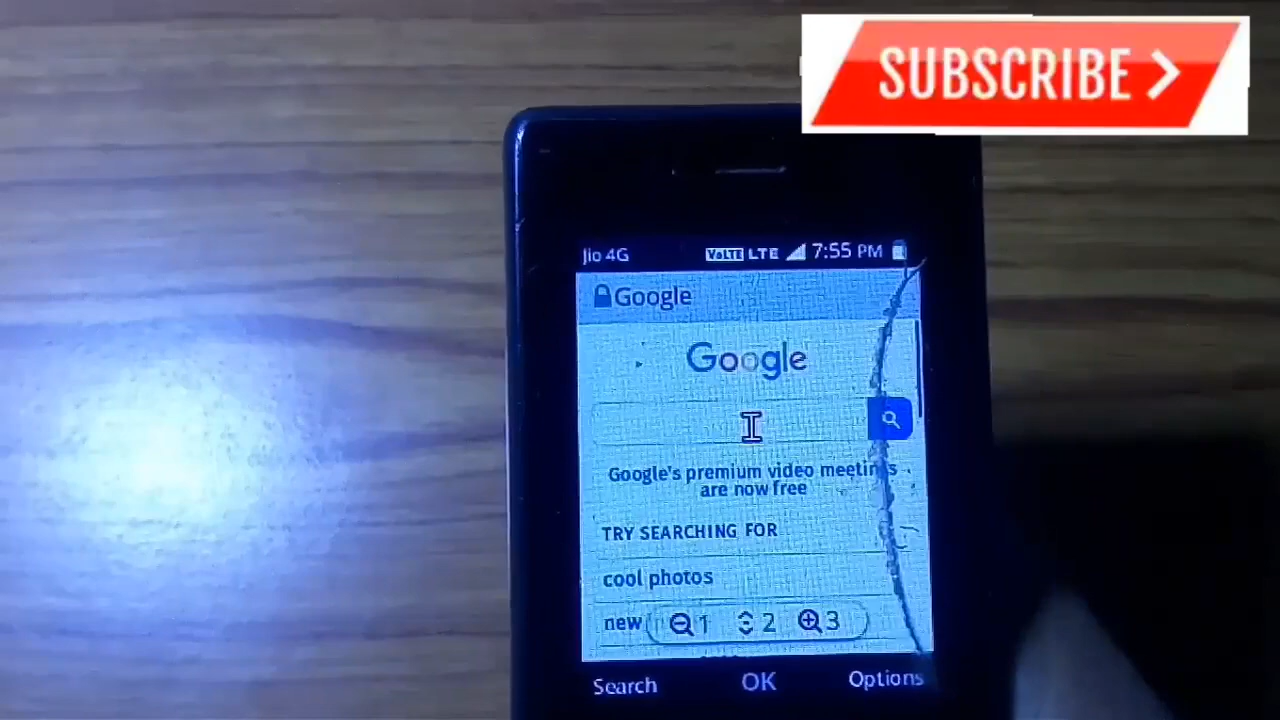 SUBSCRIBE
Jio 4G VoLTE LTE 7:55 PM
Google
Google
Google's premium video meetings
are now free
TRY SEARCHING FOR
cool photos
new 1 2 3
Search OK Options